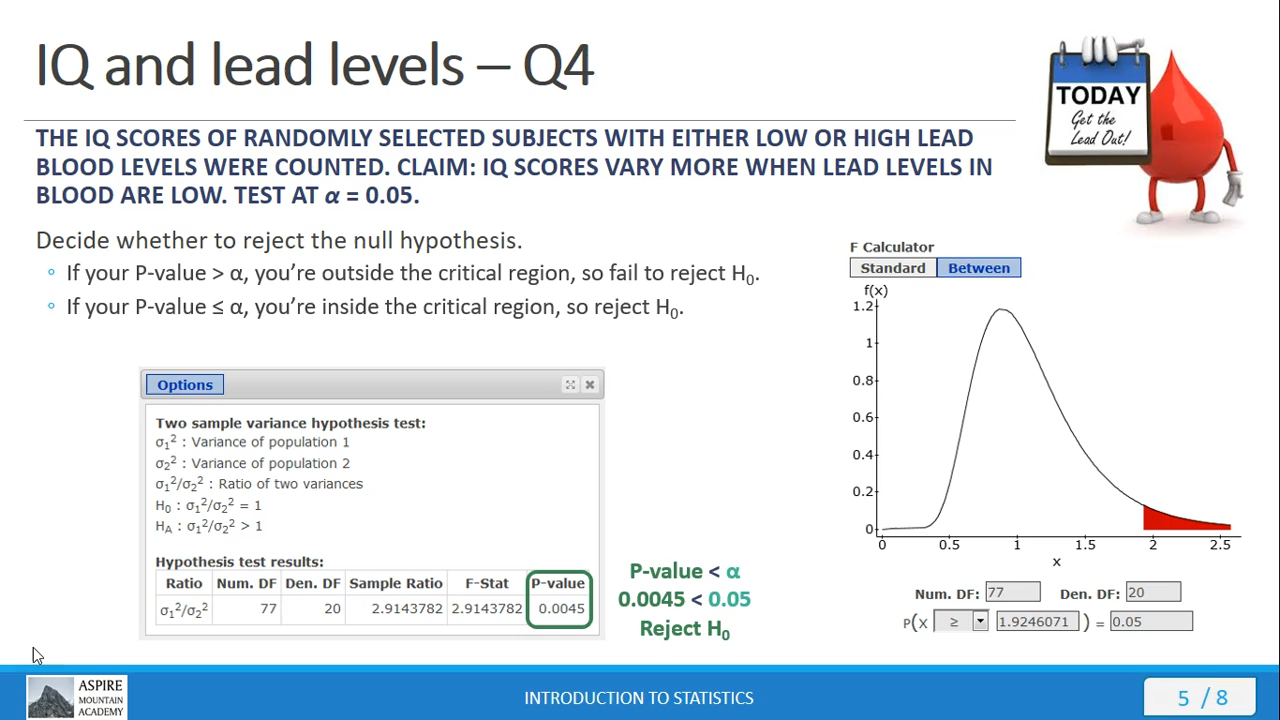 IQ and lead levels – Q4
TODAY
Get the
Lead Out!
THE IQ SCORES OF RANDOMLY SELECTED SUBJECTS WITH EITHER LOW OR HIGH LEAD
BLOOD LEVELS WERE COUNTED. CLAIM: IQ SCORES VARY MORE WHEN LEAD LEVELS IN
BLOOD ARE LOW. TEST AT α = 0.05.
Decide whether to reject the null hypothesis.
◦ If your P-value > α, you’re outside the critical region, so fail to reject H₀.
◦ If your P-value ≤ α, you’re inside the critical region, so reject H₀.
Options
Two sample variance hypothesis test:
σ₁² : Variance of population 1
σ₂² : Variance of population 2
σ₁²/σ₂² : Ratio of two variances
H₀ : σ₁²/σ₂² = 1
H_A : σ₁²/σ₂² > 1
Hypothesis test results:
Ratio Num. DF Den. DF Sample Ratio F-Stat P-value
σ₁²/σ₂² 77 20 2.9143782 2.9143782 0.0045
P-value < α
0.0045 < 0.05
Reject H₀
F Calculator
Standard Between
f(x)
1.2
1
0.8
0.6
0.4
0.2
0
0 0.5 1 1.5 2 2.5
x
Num. DF: 77 Den. DF: 20
P(X ≥ 1.9246071 ) = 0.05
ASPIRE
MOUNTAIN
ACADEMY
INTRODUCTION TO STATISTICS
5 / 8